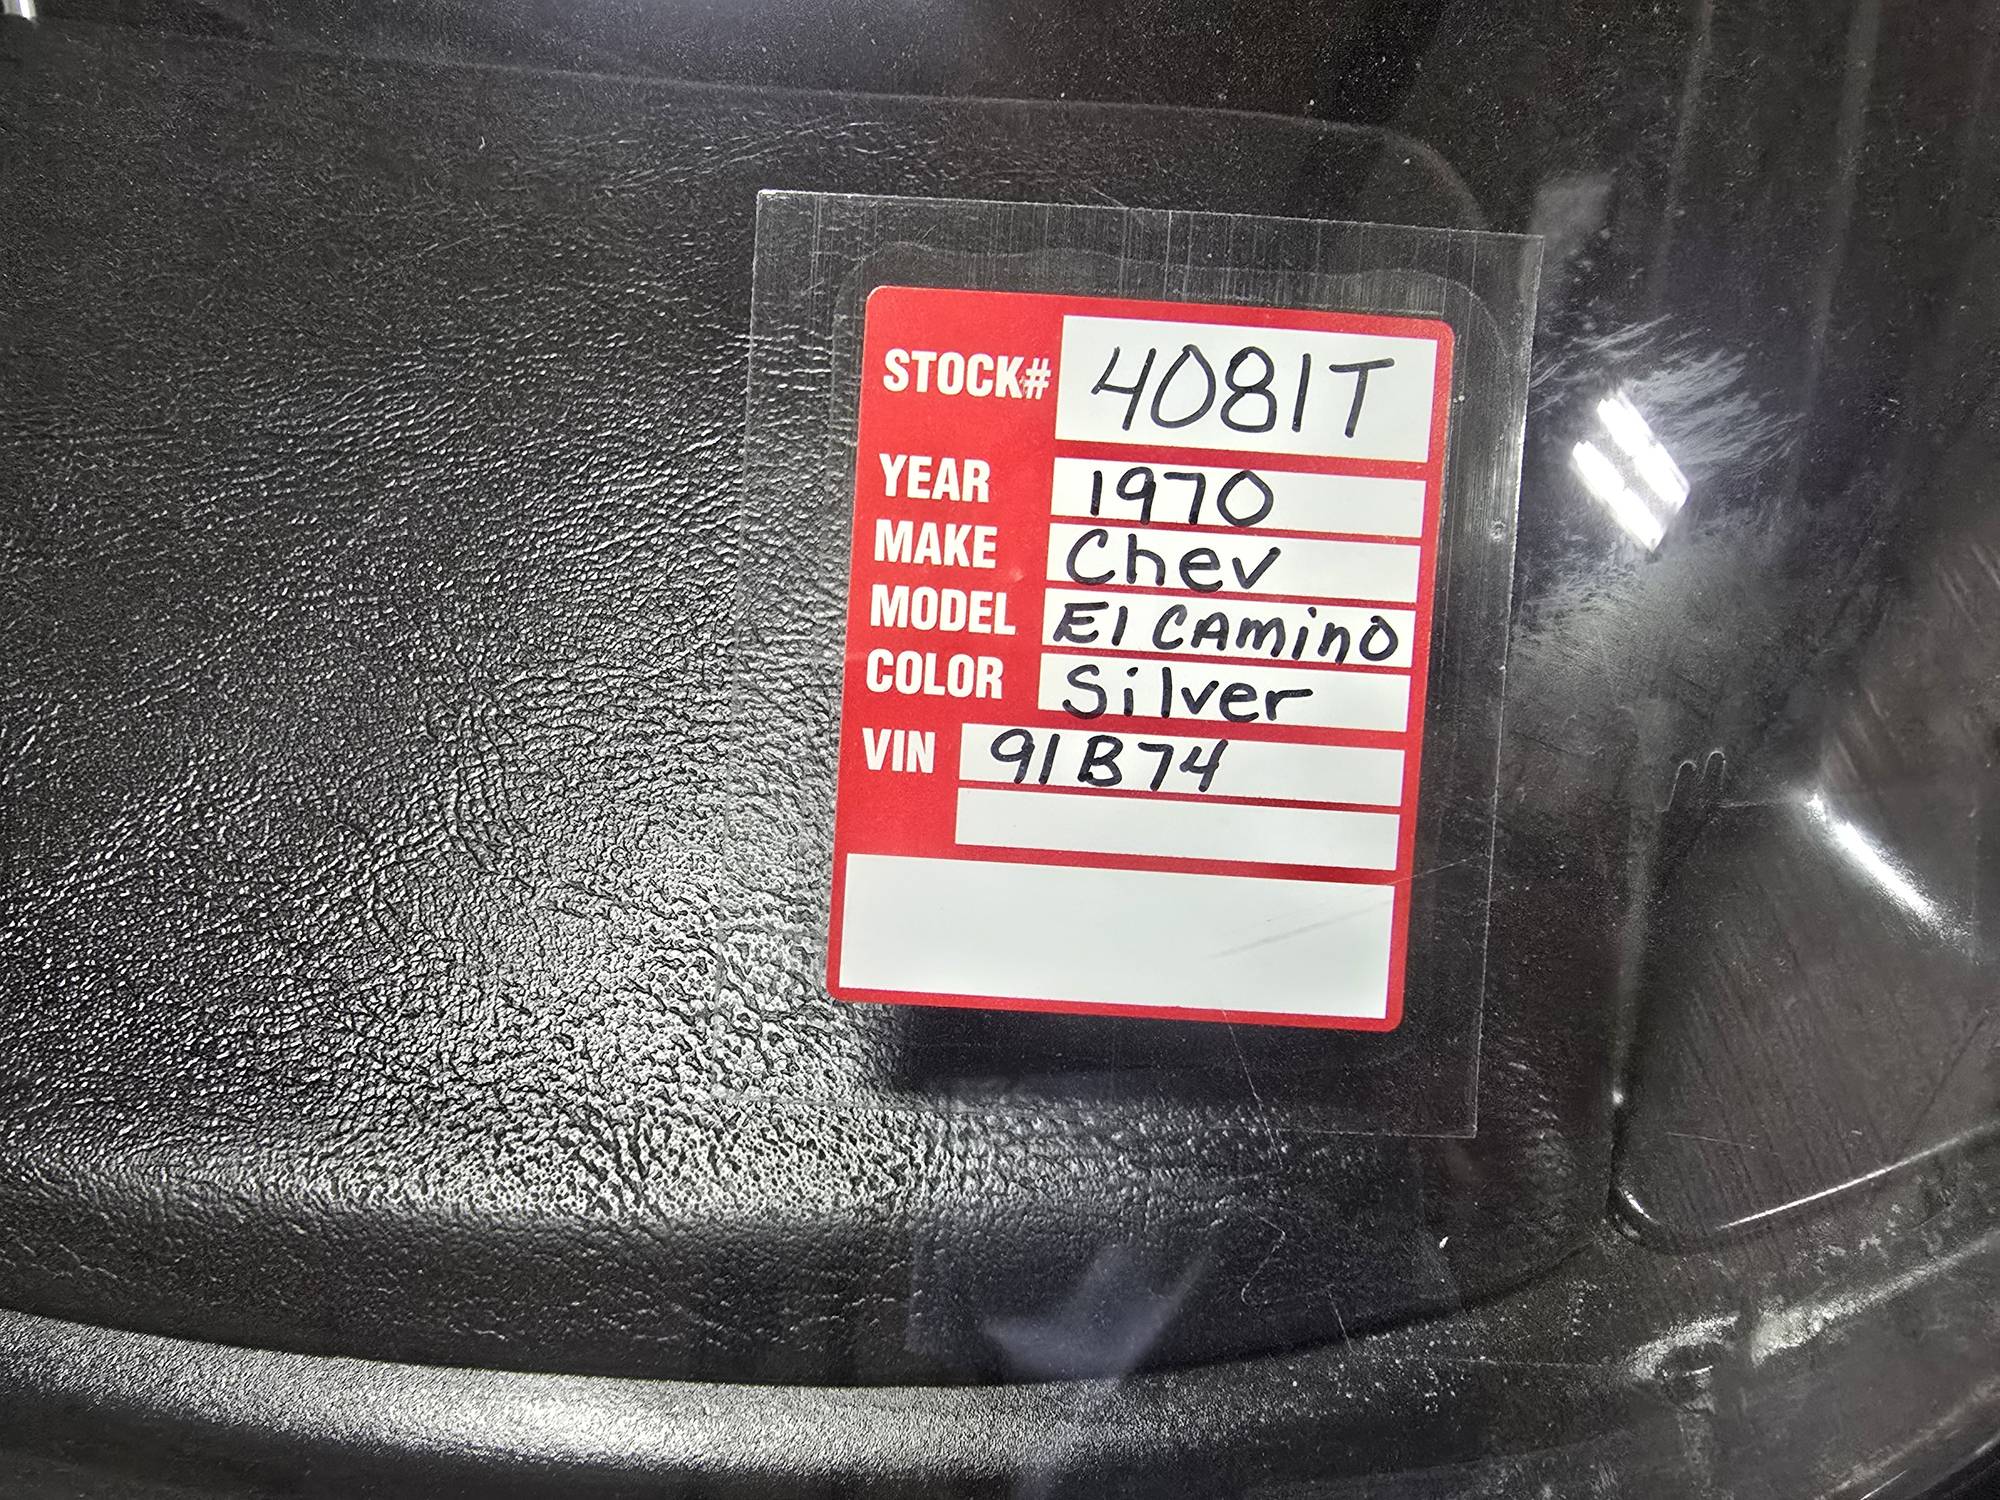 STOCK# 4081T
YEAR 1970
MAKE Chev
MODEL El CAminO
COLOR Silver
VIN 91B74